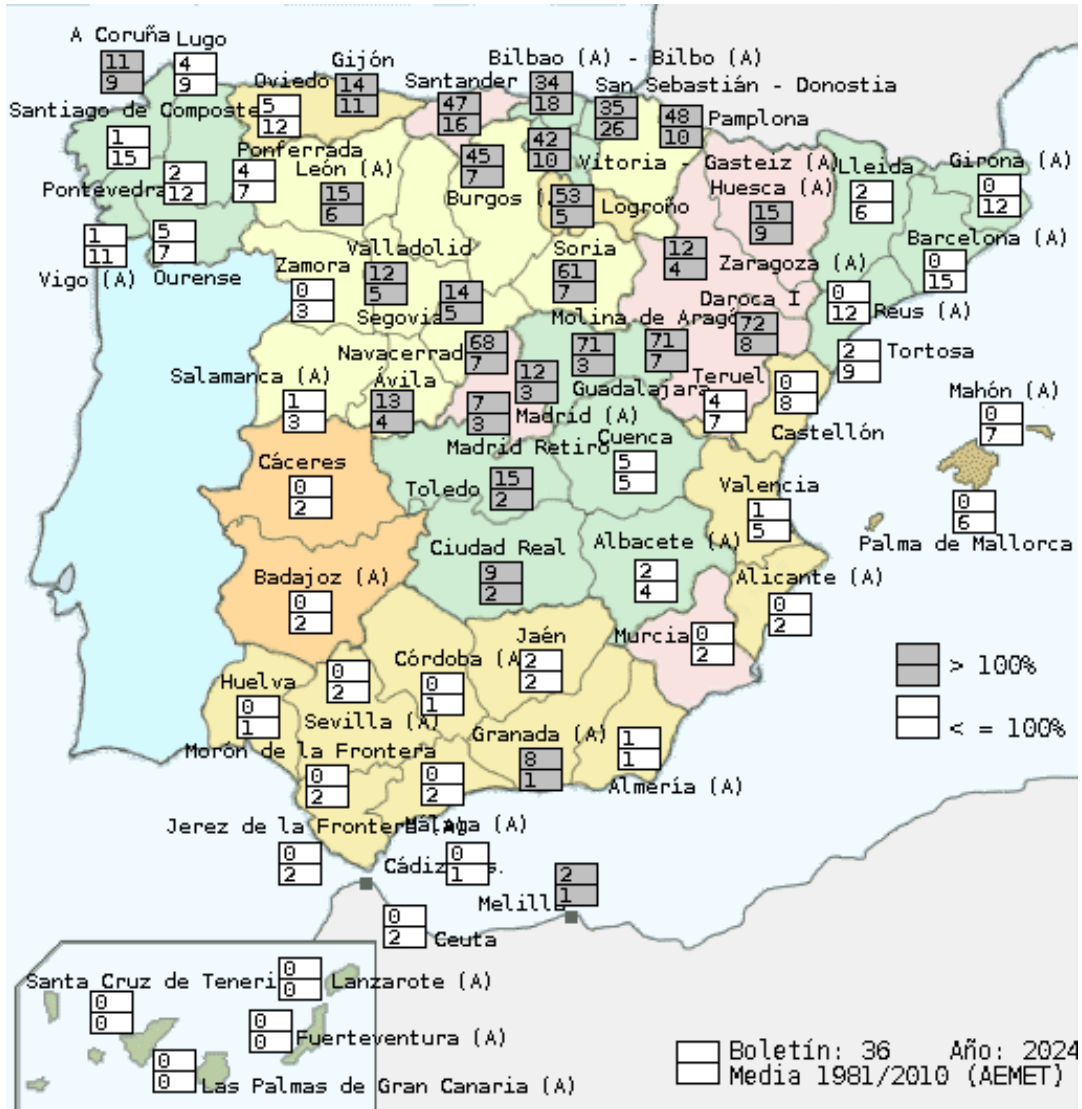 A Coruña
11
9
Lugo
4
9
Gijón
14
11
Oviedo
5
12
Santander
47
16
Bilbao (A) - Bilbo (A)
34
18
San Sebastián - Donostia
35
26
48
10
Pamplona
Santiago de Compost
1
15
Ponferrada
4
7
León (A)
15
6
45
7
Burgos
42
10
Vitoria - Gasteiz (A)
Huesca (A)
15
9
Lleida
2
6
Girona (A)
0
12
Pontevedra
2
12
53
5
Logroño
1
11
Vigo (A)
5
7
Ourense
Valladolid
12
5
Zamora
0
3
Segovia
14
5
Soria
61
7
12
4
Zaragoza (A)
Barcelona (A)
0
15
Daroca I
72
8
0
12
Reus (A)
Molina de Aragó
71
7
Navacerrad
68
7
71
3
Guadalajara
12
3
Madrid (A)
2
9
Tortosa
Salamanca (A)
1
3
Ávila
13
4
7
3
Madrid Retiro
Teruel
4
7
0
8
Castellón
Mahón (A)
0
7
Cáceres
0
2
Toledo
15
2
Cuenca
5
5
Valencia
1
5
0
6
Palma de Mallorca
Badajoz (A)
0
2
Ciudad Real
9
2
Albacete (A)
2
4
Alicante (A)
0
2
Murcia
0
2
> 100%
< = 100%
Huelva
0
1
0
2
Sevilla (A)
Córdoba (A
0
1
Jaén
2
2
Morón de la Frontera
0
2
0
2
Málaga (A)
Granada (A)
8
1
1
1
Almería (A)
Jerez de la Frontera
0
2
Cádiz
s.
0
1
Melill
2
1
0
2
Ceuta
Santa Cruz de Teneri
0
0
0
0
Lanzarote (A)
0
0
Fuerteventura (A)
0
0
Las Palmas de Gran Canaria (A)
Boletín: 36 Año: 2024
Media 1981/2010 (AEMET)